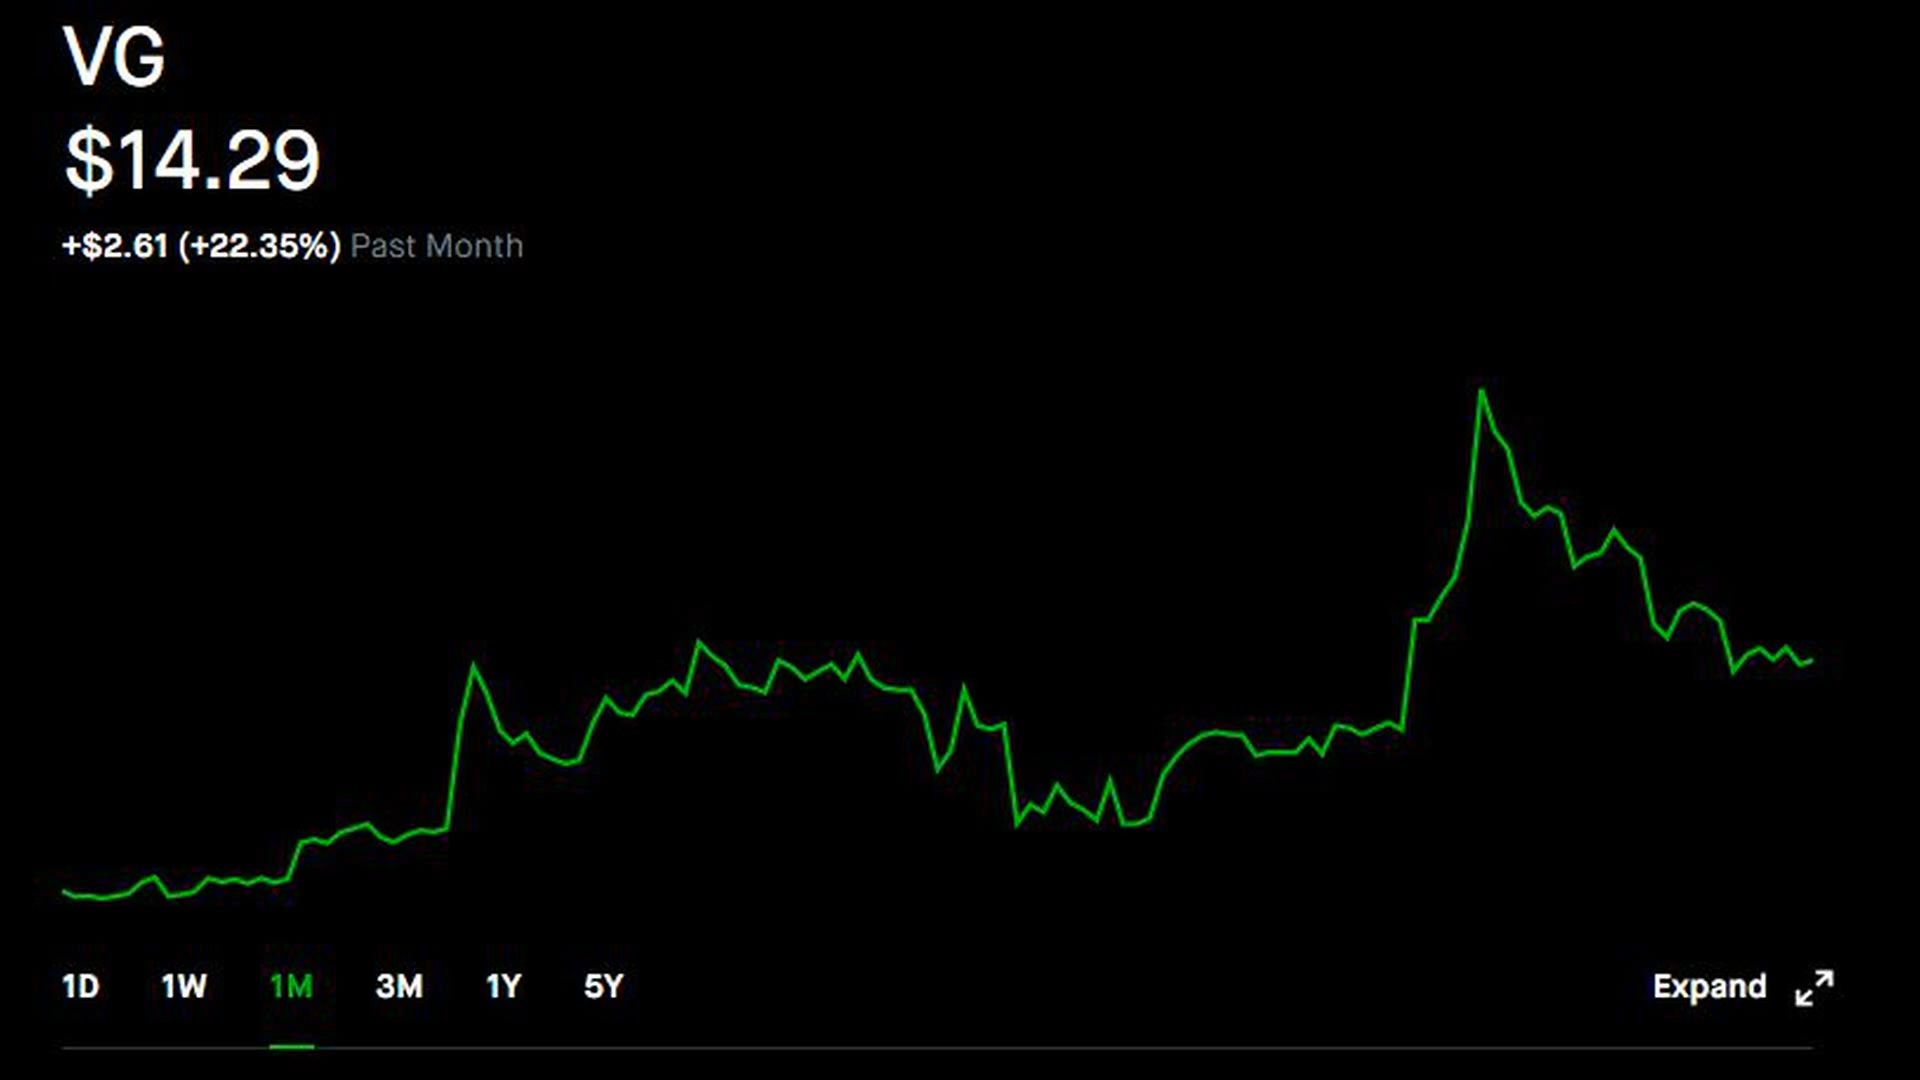 VG
$14.29
+$2.61 (+22.35%) Past Month
1D 1W 1M 3M 1Y 5Y Expand